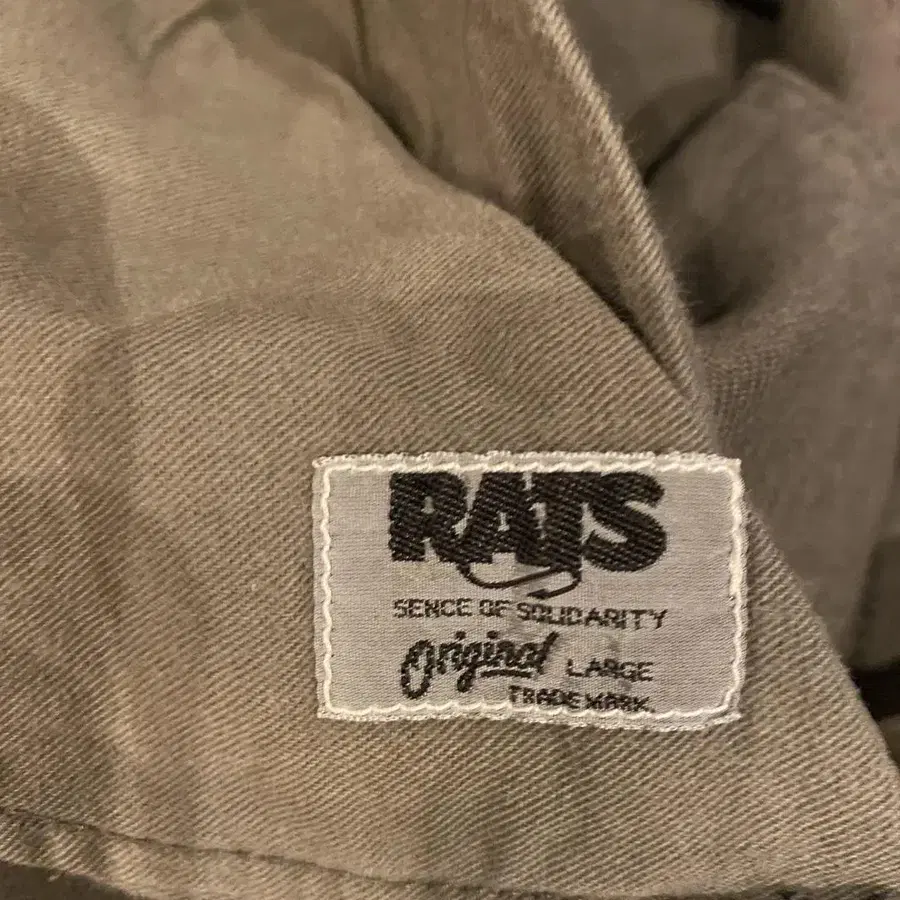 RATS
SENCE OF SOLIDARITY
Original LARGE
TRADE MARK.